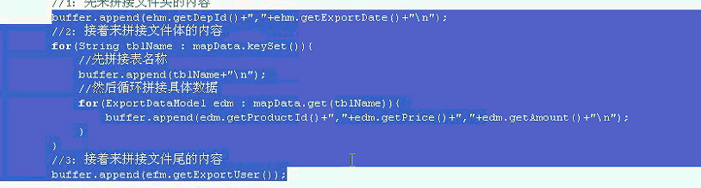 //1: 先来拼接文件头的内容
buffer.append(ehm.getDepId()+","+ehm.getExportDate()+"\n");
//2: 接着来拼接文件体的内容
for(String tblName : mapData.keySet()){
//先拼接表名称
buffer.append(tblName+"\n");
//然后循环拼接具体数据
for(ExportDataModel edm : mapData.get(tblName)){
buffer.append(edm.getProductId()+","+edm.getPrice()+","+edm.getAmount()+"\n");
}
}
//3: 接着来拼接文件尾的内容
buffer.append(efm.getExportUser());